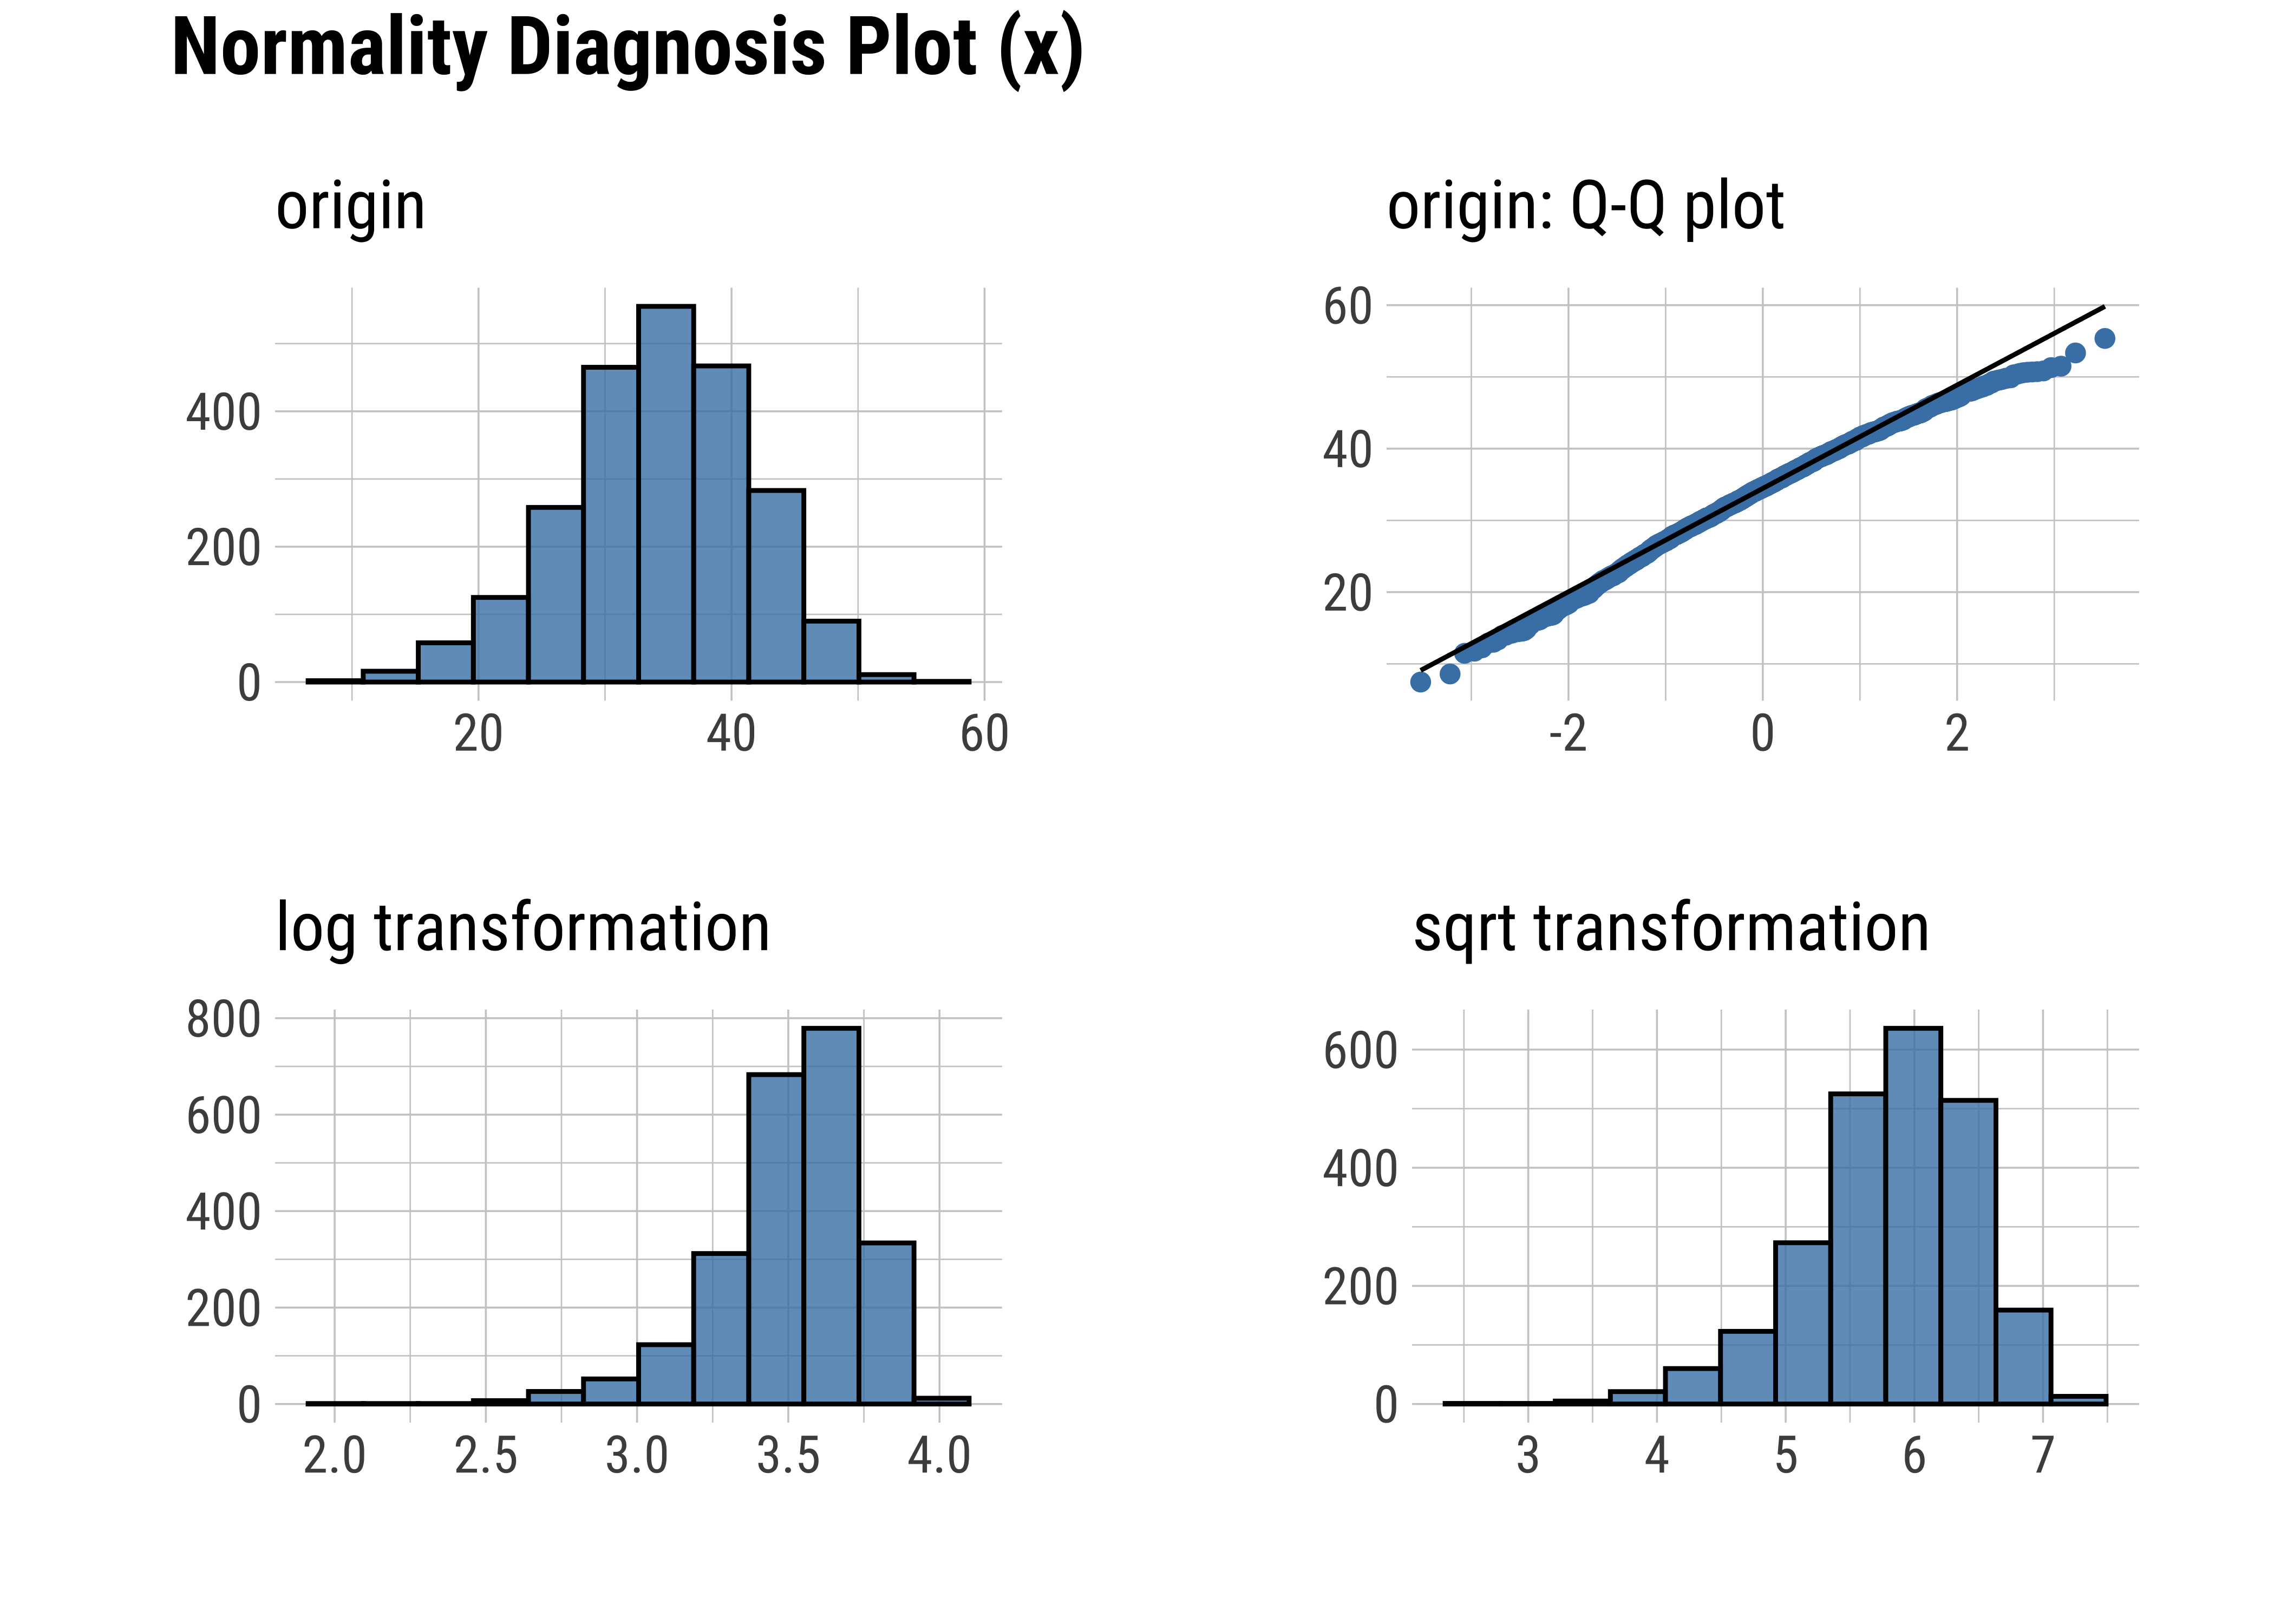 Normality Diagnosis Plot (x)
origin
400
200
0
20 40 60
origin: Q-Q plot
60
40
20
-2 0 2
log transformation
800
600
400
200
0
2.0 2.5 3.0 3.5 4.0
sqrt transformation
600
400
200
0
3 4 5 6 7